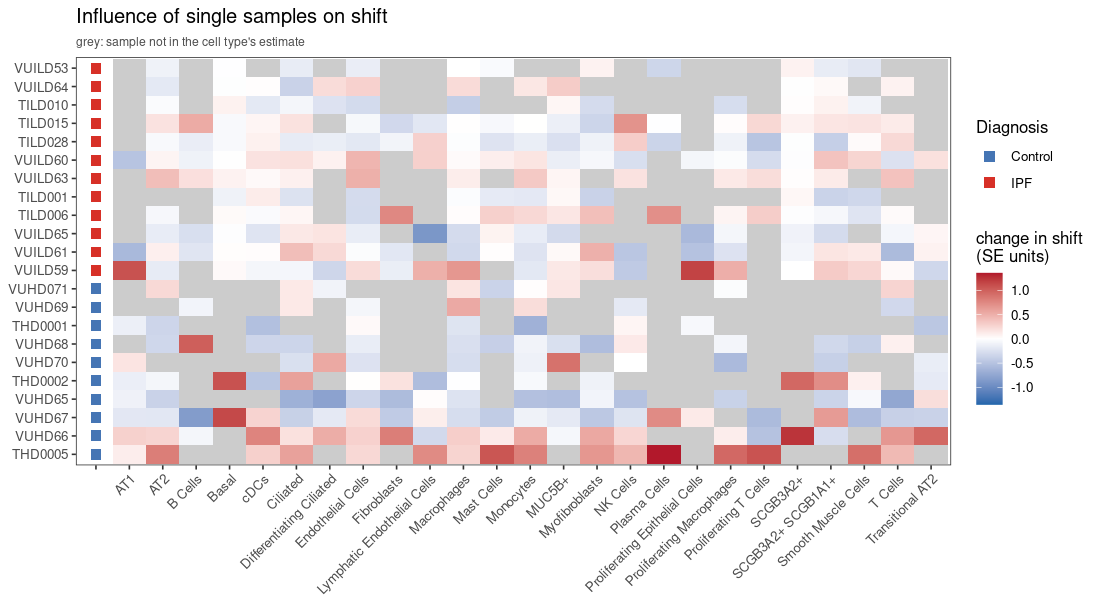 Influence of single samples on shift
grey: sample not in the cell type's estimate
VUILD53
VUILD64
TILD010
TILD015
TILD028
VUILD60
VUILD63
TILD001
TILD006
VUILD65
VUILD61
VUILD59
VUHD071
VUHD69
THD0001
VUHD68
VUHD70
THD0002
VUHD65
VUHD67
VUHD66
THD0005
AT1
AT2
B Cells
Basal
cDCs
Ciliated
Differentiating Ciliated
Endothelial Cells
Fibroblasts
Lymphatic Endothelial Cells
Macrophages
Mast Cells
Monocytes
MUC5B+
Myofibroblasts
NK Cells
Plasma Cells
Proliferating Epithelial Cells
Proliferating Macrophages
Proliferating T Cells
SCGB3A2+
SCGB3A2+ SCGB1A1+
Smooth Muscle Cells
T Cells
Transitional AT2
Diagnosis
Control
IPF
change in shift
(SE units)
1.0
0.5
0.0
-0.5
-1.0